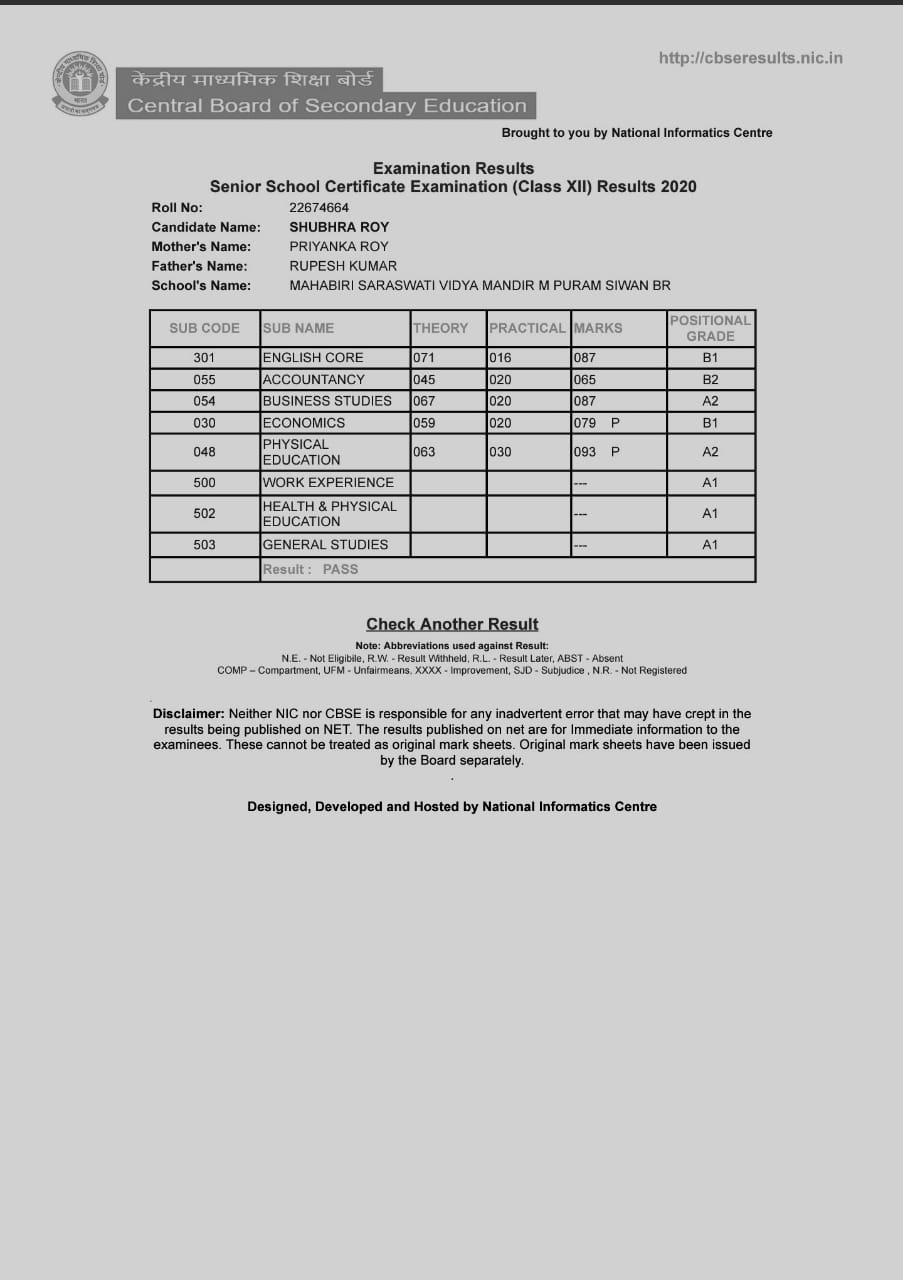 http://cbseresults.nic.in
केंद्रीय माध्यमिक शिक्षा बोर्ड
Central Board of Secondary Education
Brought to you by National Informatics Centre
Examination Results
Senior School Certificate Examination (Class XII) Results 2020
Roll No: 22674664
Candidate Name: SHUBHRA ROY
Mother's Name: PRIYANKA ROY
Father's Name: RUPESH KUMAR
School's Name: MAHABIRI SARASWATI VIDYA MANDIR M PURAM SIWAN BR
SUB CODE SUB NAME THEORY PRACTICAL MARKS POSITIONAL GRADE
301 ENGLISH CORE 071 016 087 B1
055 ACCOUNTANCY 045 020 065 B2
054 BUSINESS STUDIES 067 020 087 A2
030 ECONOMICS 059 020 079 P B1
048 PHYSICAL EDUCATION 063 030 093 P A2
500 WORK EXPERIENCE --- A1
502 HEALTH & PHYSICAL EDUCATION --- A1
503 GENERAL STUDIES --- A1
Result : PASS
Check Another Result
Note: Abbreviations used against Result:
N.E. - Not Eligibile, R.W. - Result Withheld, R.L. - Result Later, ABST - Absent
COMP – Compartment, UFM - Unfairmeans, XXXX - Improvement, SJD - Subjudice , N.R. - Not Registered
Disclaimer: Neither NIC nor CBSE is responsible for any inadvertent error that may have crept in the
results being published on NET. The results published on net are for Immediate information to the
examinees. These cannot be treated as original mark sheets. Original mark sheets have been issued
by the Board separately.
.
Designed, Developed and Hosted by National Informatics Centre